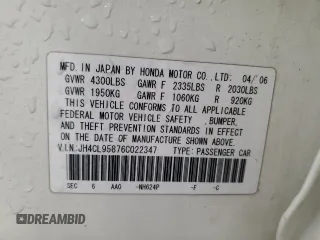 MFD. IN JAPAN BY HONDA MOTOR CO., LTD. 04/06
GVWR 4300LBS GAWR F 2335LBS R 2030LBS
GVWR 1950KG GAWR F 1060KG R 920KG
THIS VEHICLE CONFORMS TO ALL APPLICABLE
FEDERAL MOTOR VEHICLE SAFETY, BUMPER,
AND THEFT PREVENTION STANDARDS IN EFFECT
ON THE DATE OF MANUFACTURE SHOWN ABOVE.
V.I.N. JH4CL95876C022347 TYPE: PASSENGER CAR
SEC 6 AA0 -NH624P -F -C
DREAMBID